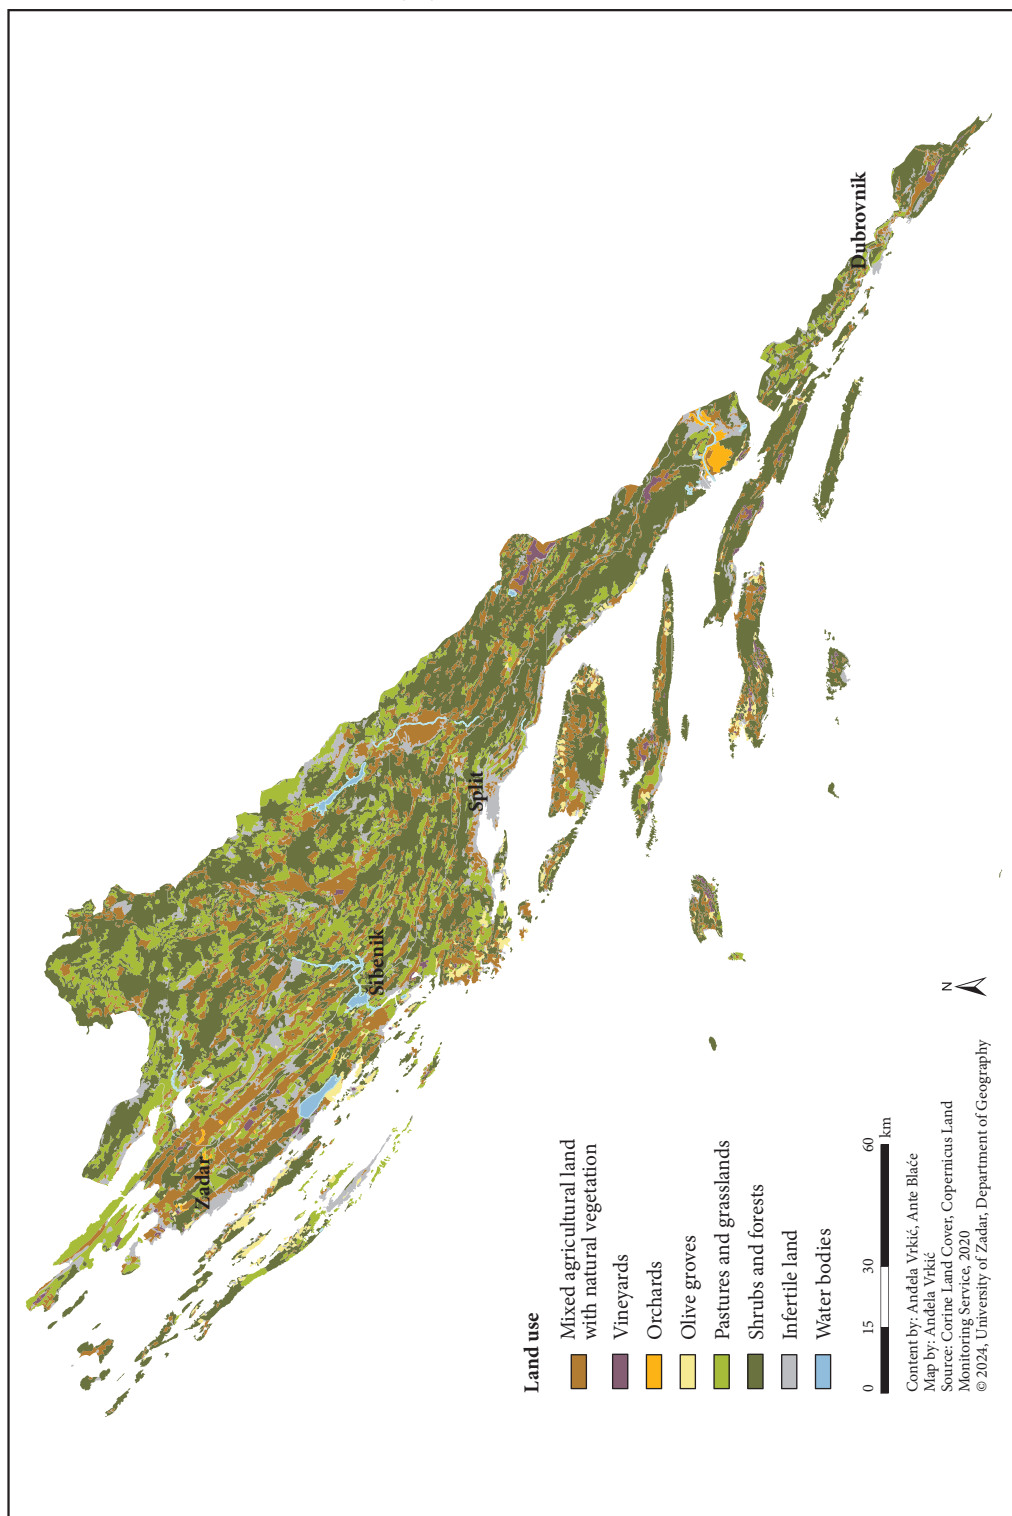 Zadar
Šibenik
Split
Dubrovnik
Land use
Mixed agricultural land
with natural vegetation
Vineyards
Orchards
Olive groves
Pastures and grasslands
Shrubs and forests
Infertile land
Water bodies
0 15 30 60
km
N
Content by: Anđela Vrkić, Ante Blaće
Map by: Anđela Vrkić
Source: Corine Land Cover, Copernicus Land
Monitoring Service, 2020
© 2024, University of Zadar, Department of Geography